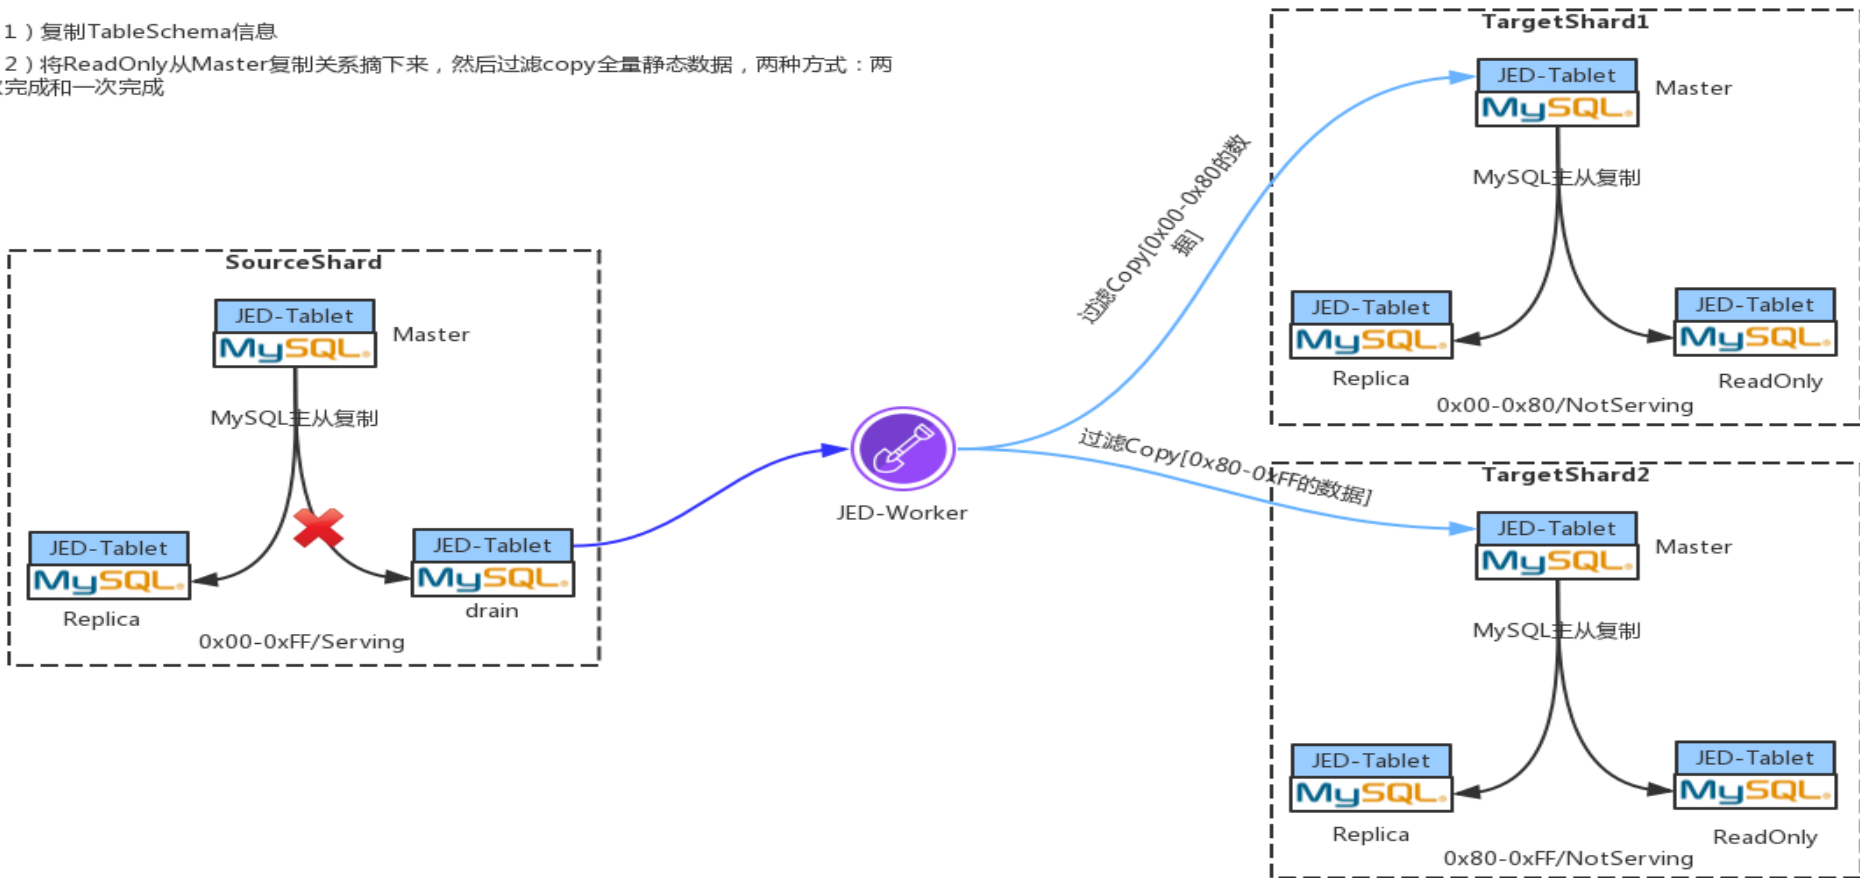 1）复制TableSchema信息
2）将ReadOnly从Master复制关系摘下来，然后过滤copy全量静态数据，两种方式：两
完成和一次完成
SourceShard
JED-Tablet
MySQL
Master
MySQL主从复制
JED-Tablet
MySQL
Replica
JED-Tablet
MySQL
drain
0x00-0xFF/Serving
JED-Worker
过滤Copy[0x00-0x80的数
据]
过滤Copy[0x80-0xFF的数据]
TargetShard1
JED-Tablet
MySQL
Master
MySQL主从复制
JED-Tablet
MySQL
Replica
JED-Tablet
MySQL
ReadOnly
0x00-0x80/NotServing
TargetShard2
JED-Tablet
MySQL
Master
MySQL主从复制
JED-Tablet
MySQL
Replica
JED-Tablet
MySQL
ReadOnly
0x80-0xFF/NotServing